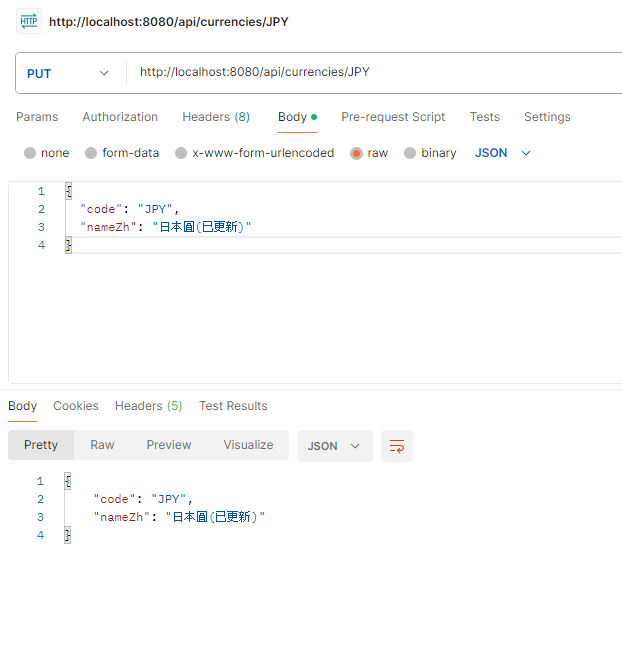 HTTP http://localhost:8080/api/currencies/JPY
PUT http://localhost:8080/api/currencies/JPY
Params Authorization Headers (8) Body Pre-request Script Tests Settings
none form-data x-www-form-urlencoded raw binary JSON
1 {
2 "code": "JPY",
3 "nameZh": "日本圓(已更新)"
4 }
Body Cookies Headers (5) Test Results
Pretty Raw Preview Visualize JSON
1 {
2 "code": "JPY",
3 "nameZh": "日本圓(已更新)"
4 }